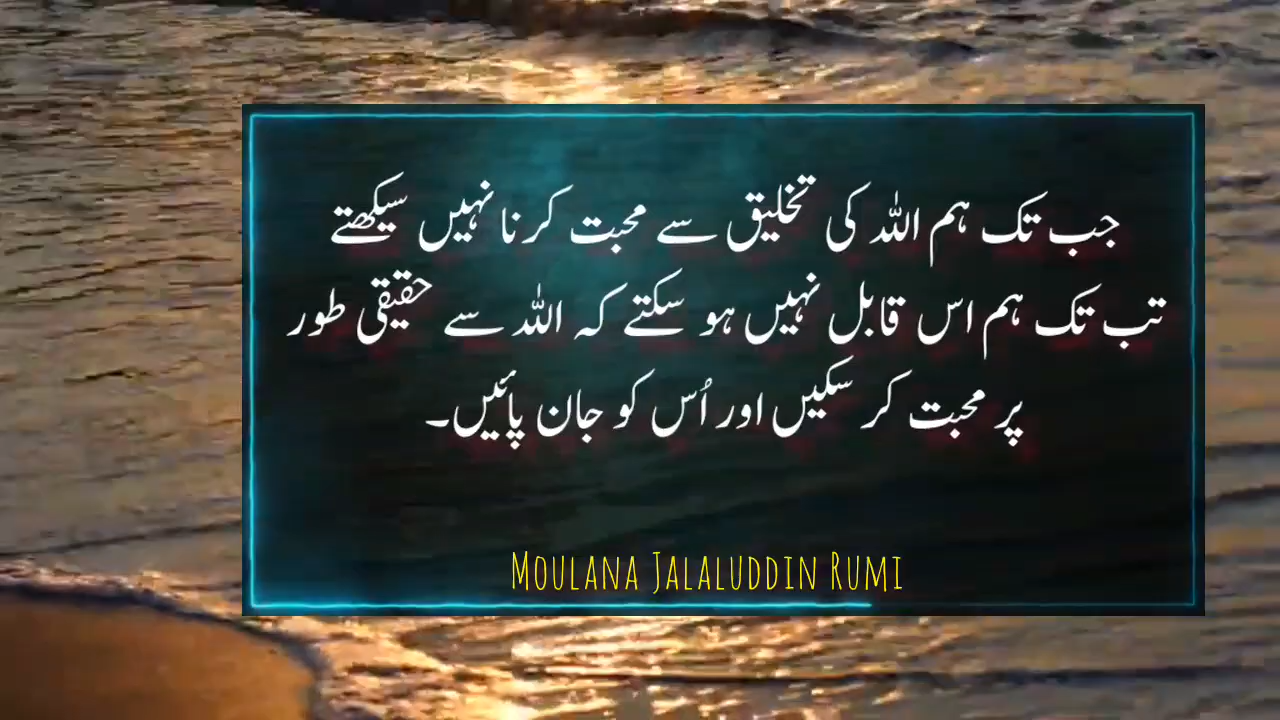 جب تک ہم اللہ کی تخلیق سے محبت کرنا نہیں سیکھتے
تب تک ہم اس قابل نہیں ہو سکتے کہ اللہ سے حقیقی طور
پر محبت کر سکیں اور اُس کو جان پائیں۔
MOULANA JALALUDDIN RUMI